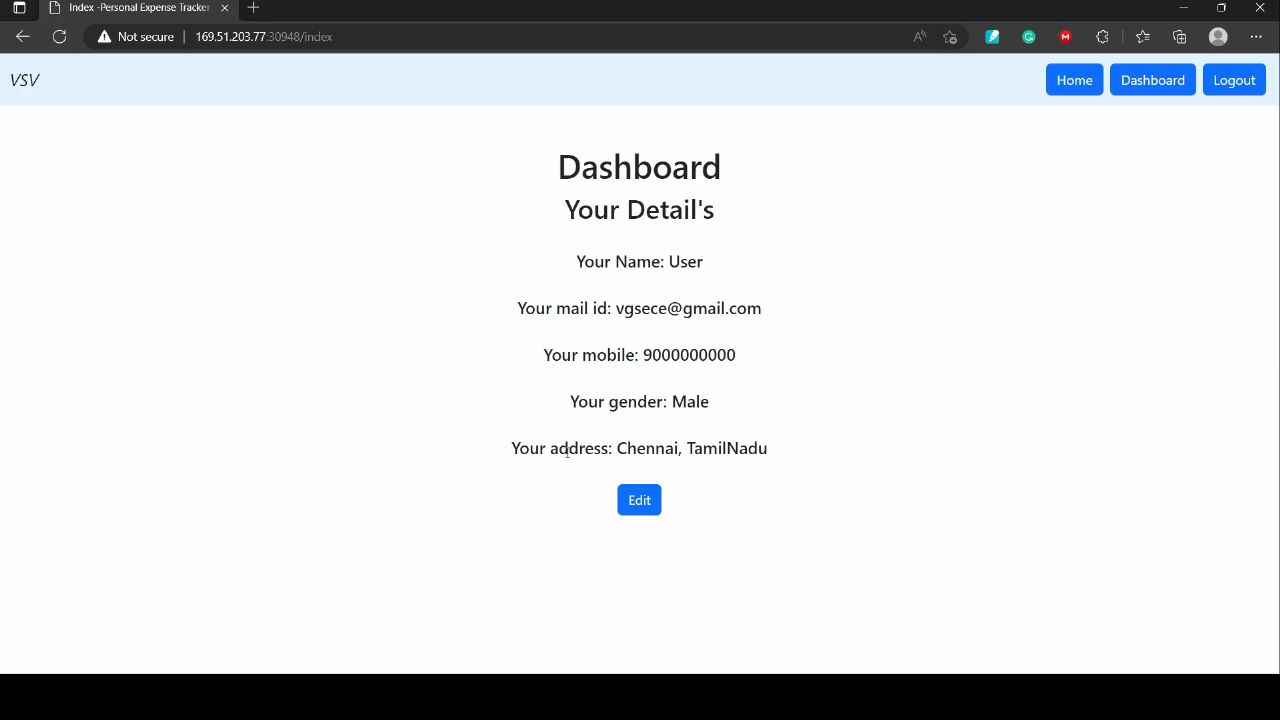 Index -Personal Expense Tracker
Not secure | 169.51.203.77:30948/index
VSV
Home
Dashboard
Logout
Dashboard
Your Detail's
Your Name: User
Your mail id: vgsece@gmail.com
Your mobile: 9000000000
Your gender: Male
Your address: Chennai, TamilNadu
Edit